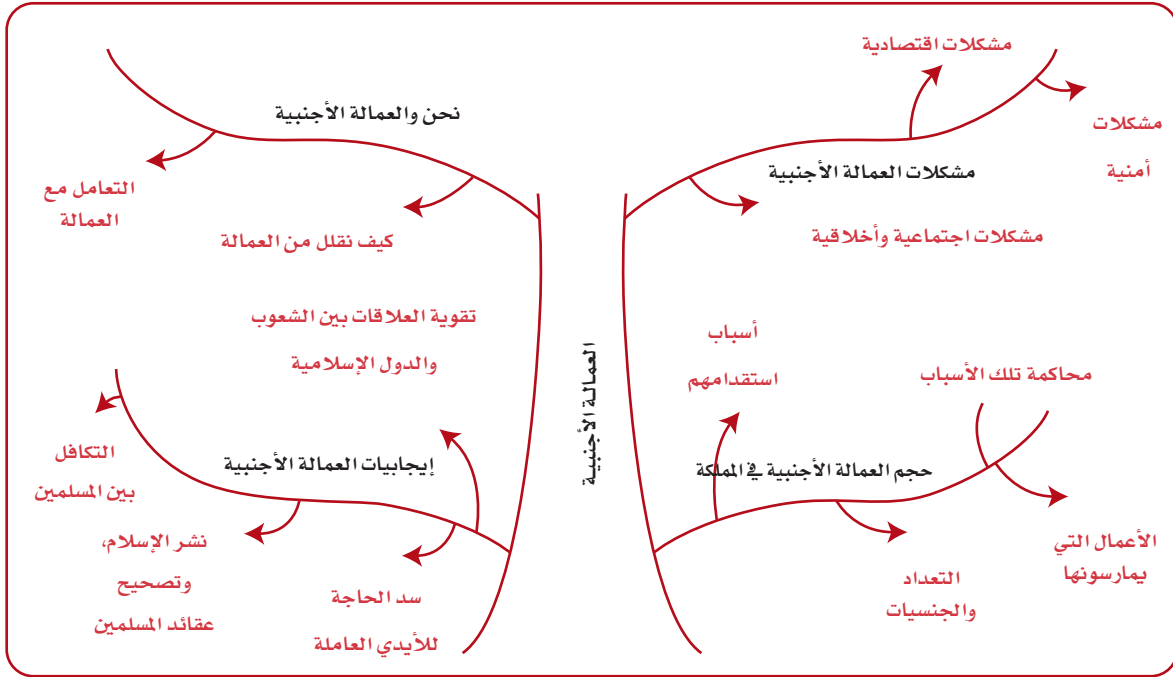 مشكلات اقتصادية
مشكلات
أمنية
مشكلات العمالة الأجنبية
مشكلات اجتماعية وأخلاقية
نحن والعمالة الأجنبية
التعامل مع
العمالة
كيف نقلل من العمالة
العمالة الأجنبية
أسباب
استقدامهم
محاكمة تلك الأسباب
حجم العمالة الأجنبية في المملكة
الأعمال التي
يمارسونها
التعداد
والجنسيات
تقوية العلاقات بين الشعوب
والدول الإسلامية
إيجابيات العمالة الأجنبية
التكافل
بين المسلمين
نشر الإسلام،
وتصحيح
عقائد المسلمين
سد الحاجة
للأيدي العاملة